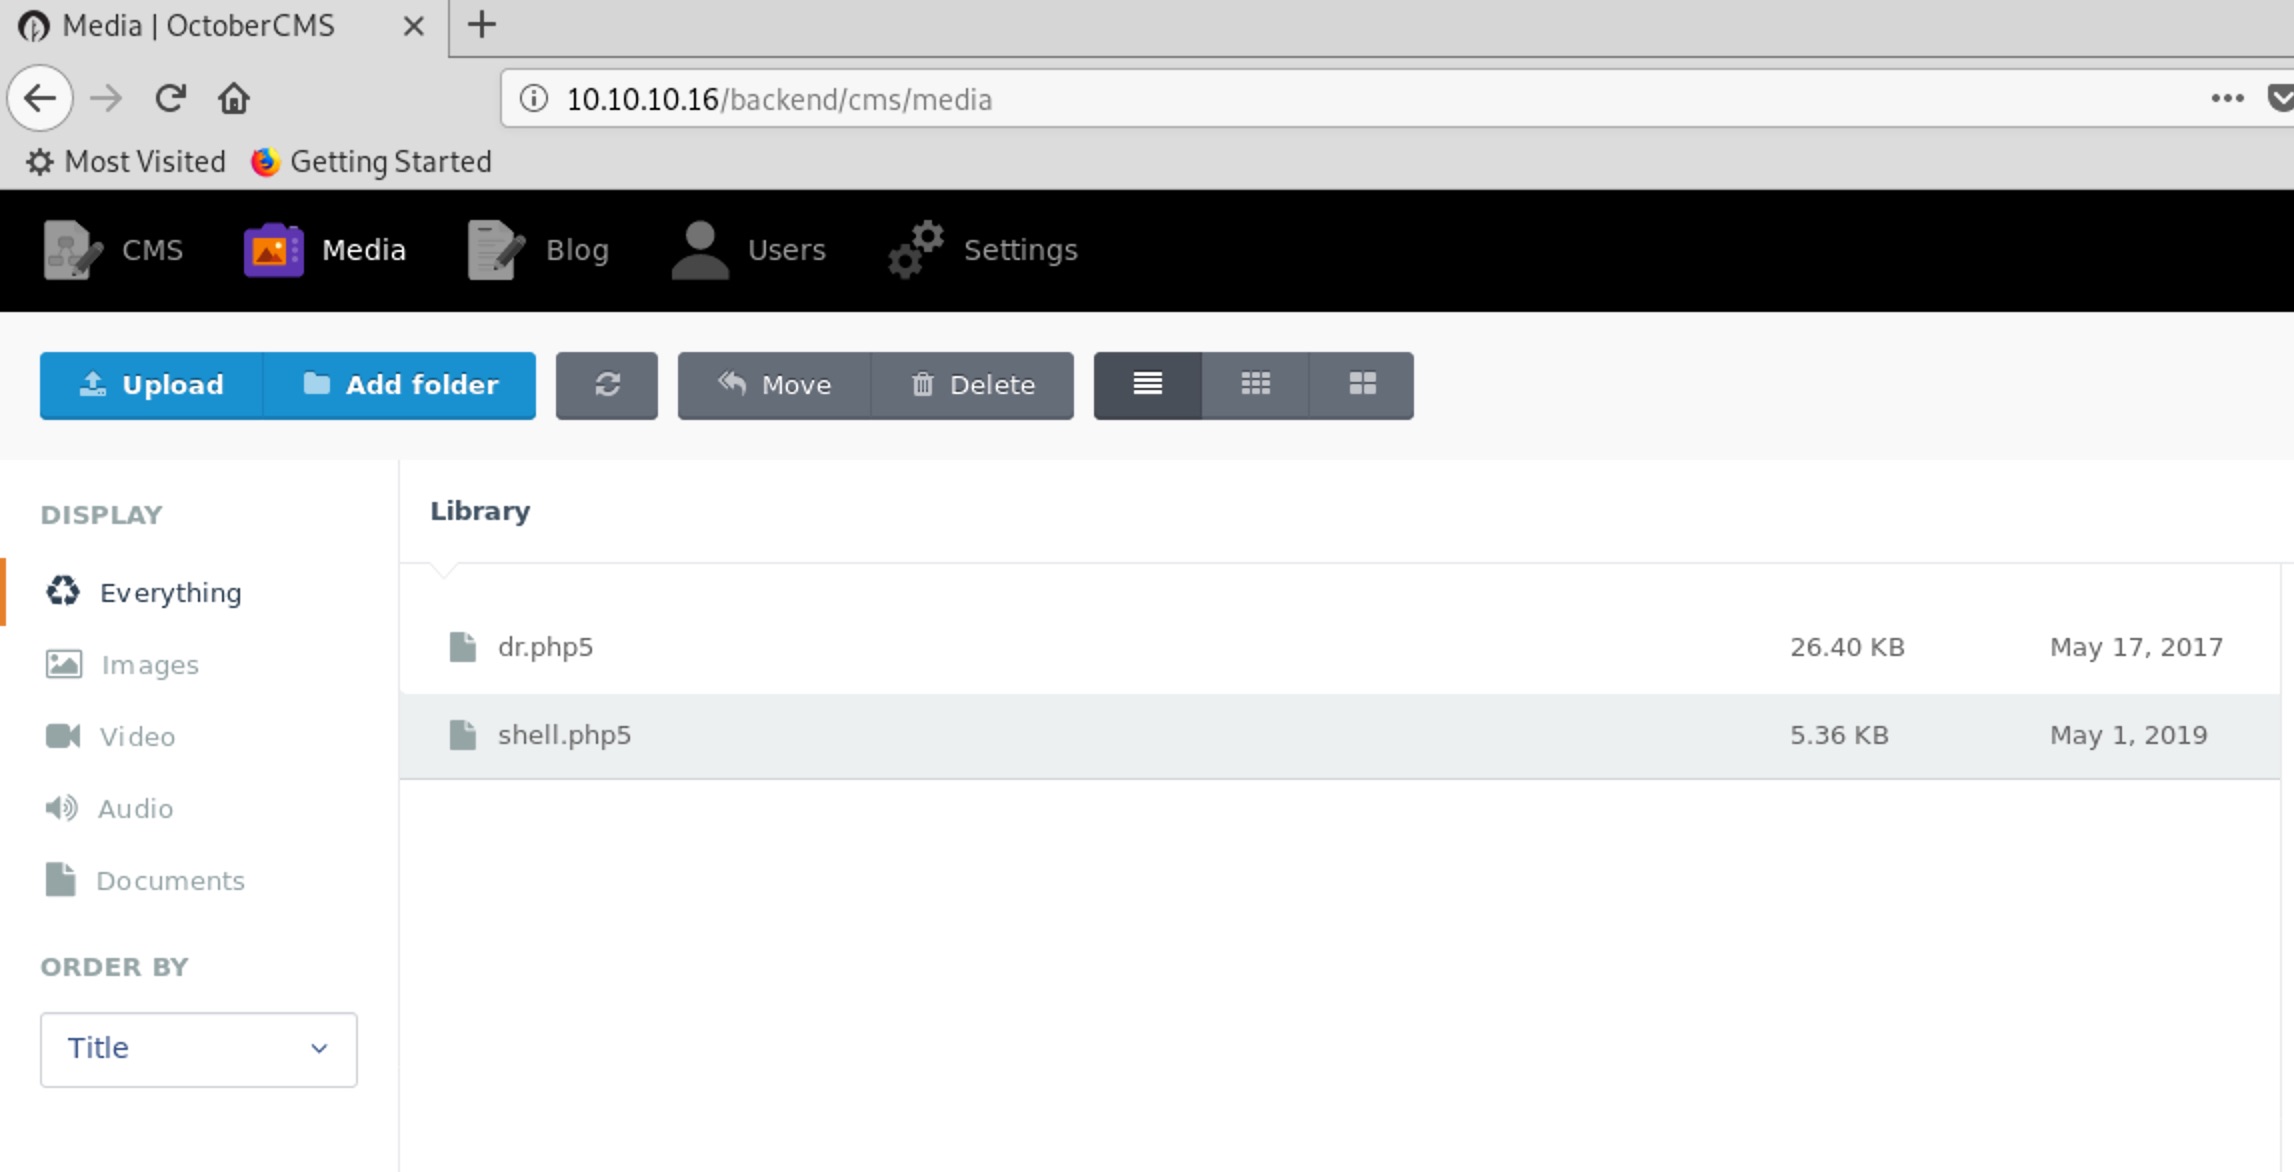 Media | OctoberCMS
10.10.10.16/backend/cms/media
Most Visited Getting Started
CMS Media Blog Users Settings
Upload Add folder Move Delete
DISPLAY
Everything
Images
Video
Audio
Documents
ORDER BY
Title
Library
dr.php5 26.40 KB May 17, 2017
shell.php5 5.36 KB May 1, 2019